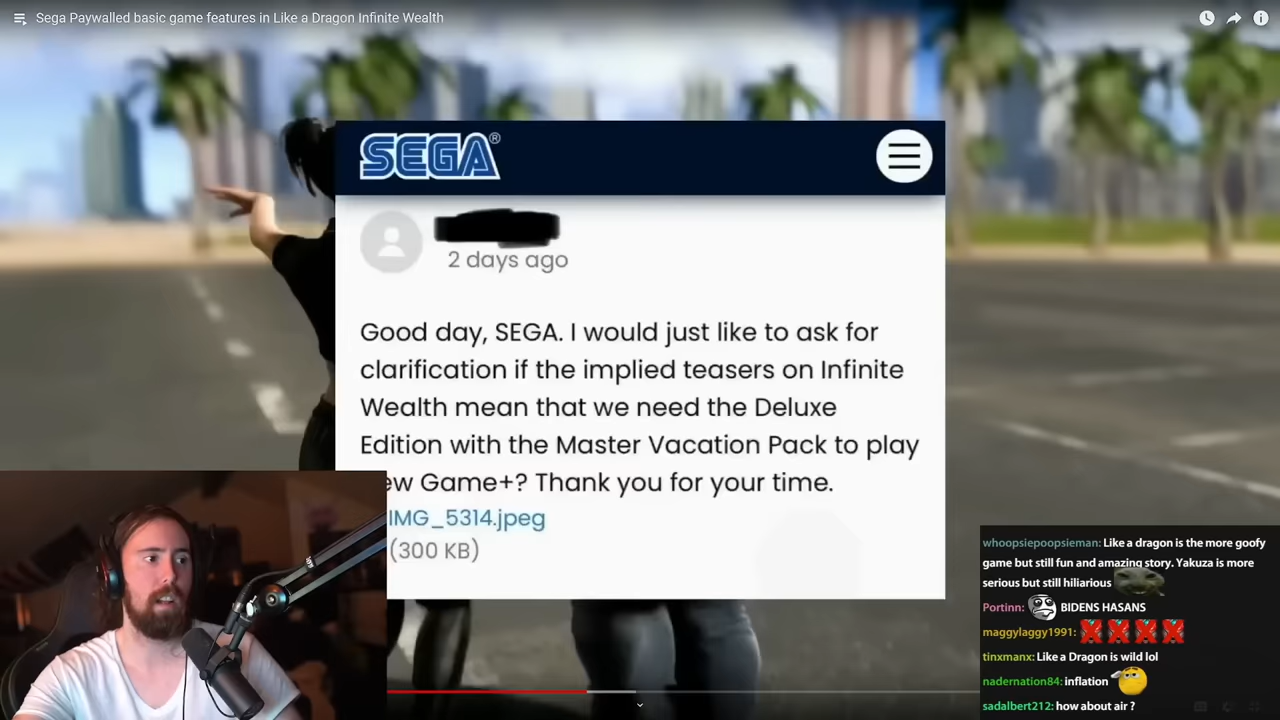 Sega Paywalled basic game features in Like a Dragon Infinite Wealth
SEGA®
2 days ago
Good day, SEGA. I would just like to ask for
clarification if the implied teasers on Infinite
Wealth mean that we need the Deluxe
Edition with the Master Vacation Pack to play
ew Game+? Thank you for your time.
IMG_5314.jpeg
(300 KB)
whoopsiepoopsieman: Like a dragon is the more goofy
game but still fun and amazing story. Yakuza is more
serious but still hiliarious
Portinn: BIDENS HASANS
maggylaggy1991:
tinxmanx: Like a Dragon is wild lol
nadernation84: inflation
sadalbert212: how about air ?